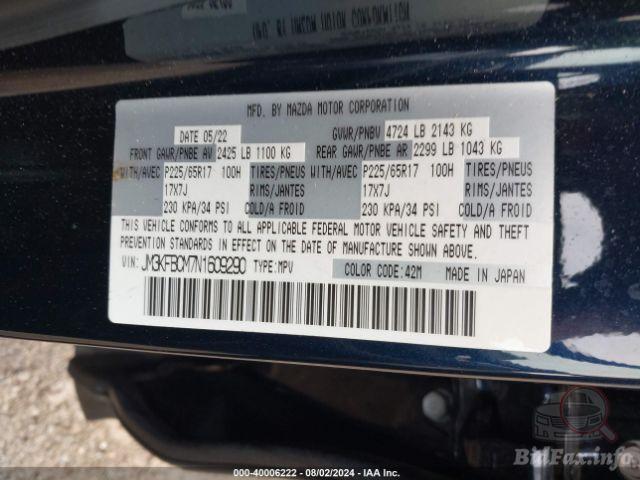 MFD. BY MAZDA MOTOR CORPORATION
DATE 05/22 GVWR/PNBV 4724 LB 2143 KG
FRONT GAWR/PNBE AV 2425 LB 1100 KG REAR GAWR/PNBE AR 2299 LB 1043 KG
WITH/AVEC P225/65R17 100H TIRES/PNEUS WITH/AVEC P225/65R17 100H TIRES/PNEUS
17X7J RIMS/JANTES 17X7J RIMS/JANTES
230 KPA/34 PSI COLD/A FROID 230 KPA/34 PSI COLD/A FROID
THIS VEHICLE CONFORMS TO ALL APPLICABLE FEDERAL MOTOR VEHICLE SAFETY AND THEFT
PREVENTION STANDARDS IN EFFECT ON THE DATE OF MANUFACTURE SHOWN ABOVE.
VIN: JM3KFBCM7N1609290 TYPE:MPV COLOR CODE:42M MADE IN JAPAN
BidFax.info
000-40006222 - 08/02/2024 - IAA Inc.